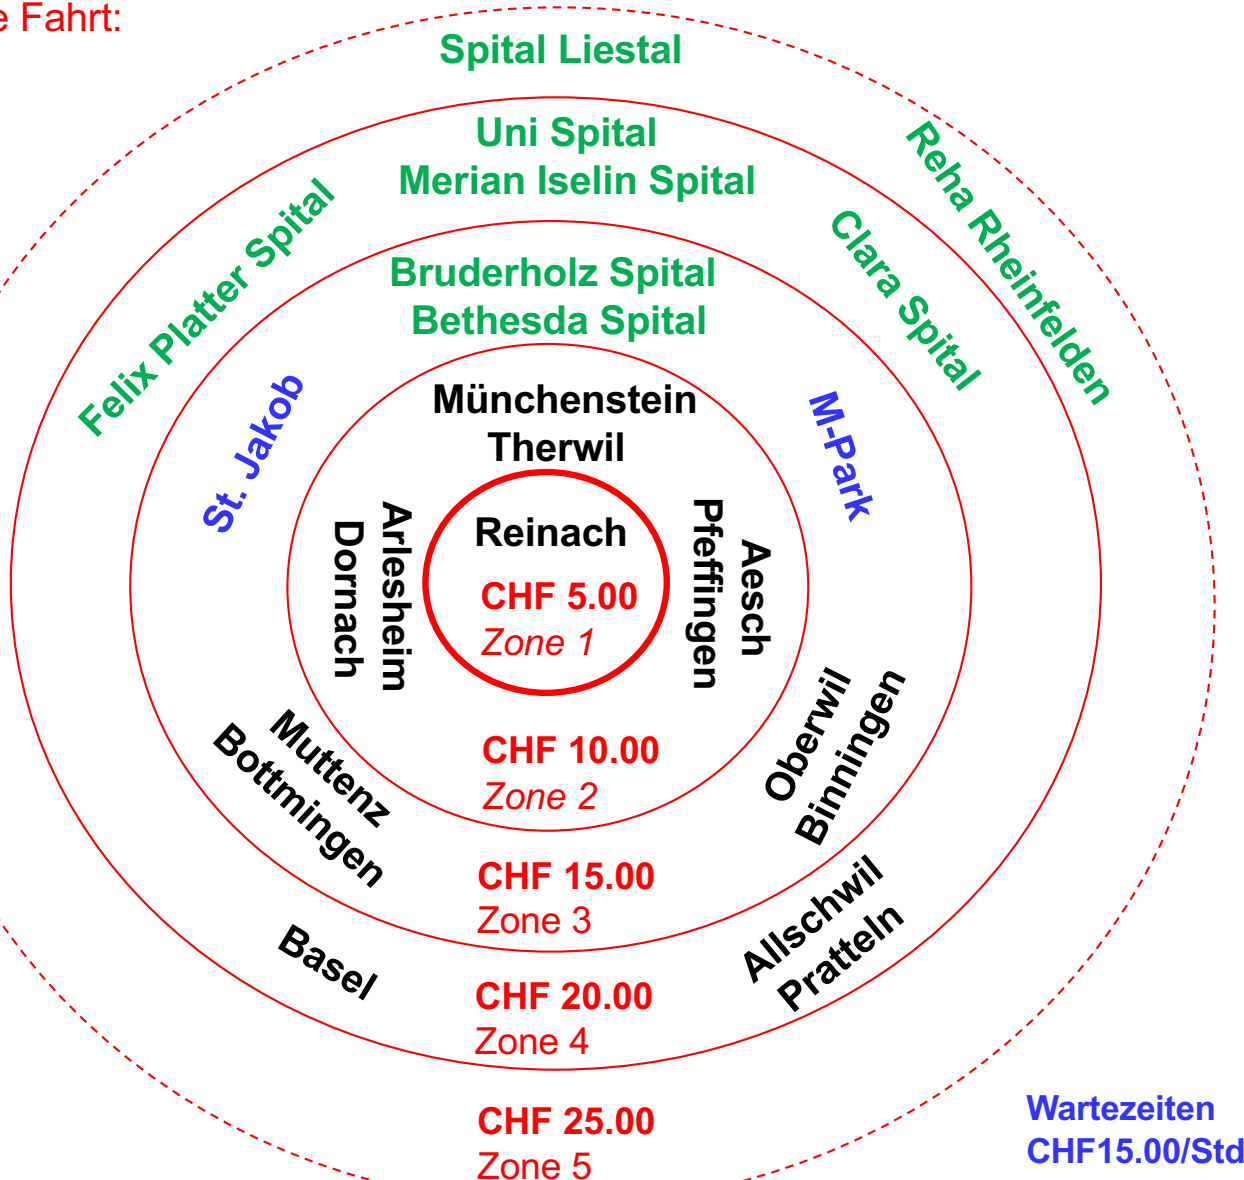 e Fahrt:
Spital Liestal
Uni Spital
Merian Iselin Spital
Felix Platter Spital
Clara Spital
Reha Rheinfelden
Bruderholz Spital
Bethesda Spital
St. Jakob
M-Park
Münchenstein
Therwil
Arlesheim
Dornach
Reinach
CHF 5.00
Zone 1
Aesch
Pfeffingen
CHF 10.00
Zone 2
Muttenz
Bottmingen
Oberwil
Binningen
CHF 15.00
Zone 3
Basel
Allschwil
Pratteln
CHF 20.00
Zone 4
CHF 25.00
Zone 5
Wartezeiten
CHF15.00/Std